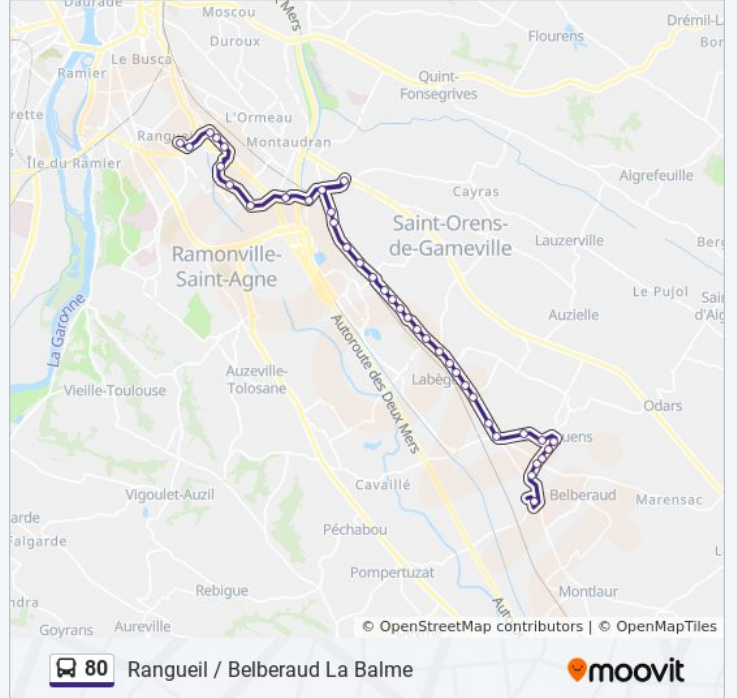 Daurade
Moscou
x Mers
Drémil-L
Duroux
Flourens
Bor
Le Busca
Ramier
Quint-
Fonsegrives
rette
L'Ormeau
Rangueil
Montaudran
Île du Ramier
Aigrefeuille
Cayras
Saint-Orens-
de-Gameville
Lauzerville
Berg
Ramonville-
Saint-Agne
Le Pujol
Sai
d'Aig
La Garonne
Auzielle
Autoroute des Deux Mers
Auzeville-
Tolosane
Labège
Vieille-Toulouse
Odars
uens
Cavaillé
Vigoulet-Auzil
Belberaud
Marensac
arde
Falgarde
Péchabou
L
Pompertuzat
Rebigue
Montlaur
ndra
Auto
Goyrans
Aureville
© OpenStreetMap contributors | © OpenMapTiles
80 Rangueil / Belberaud La Balme
moovit